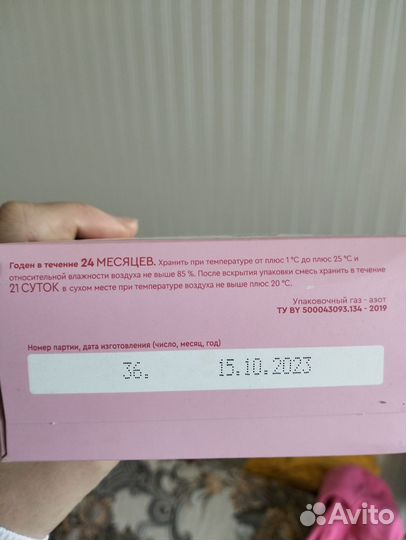 Годен в течение 24 МЕСЯЦЕВ. Хранить при температуре от плюс 1 °С до плюс 25 °С и
относительной влажности воздуха не выше 85 %. После вскрытия упаковки смесь хранить в течение
21 СУТОК в сухом месте при температуре воздуха не выше плюс 20 °С.
Упаковочный газ - азот
ТУ BY 500043093.134 - 2019
Номер партии, дата изготовления (число, месяц, год)
36. 15.10.2023
Avito